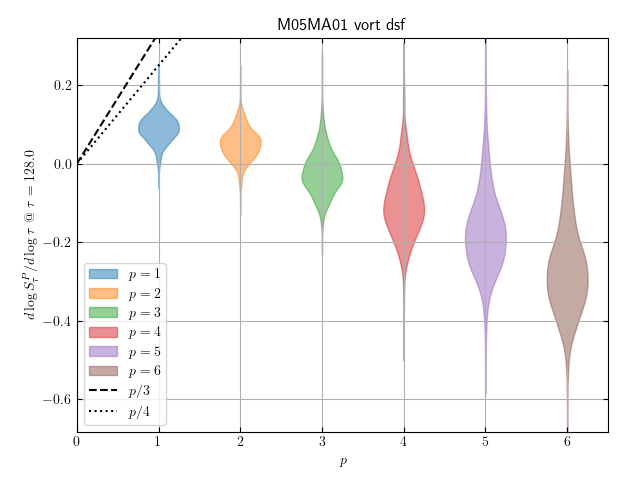 M05MA01 vort dsf
d log S_τ^p / d log τ @ τ = 128.0
0.2
0.0
−0.2
−0.4
−0.6
p = 1
p = 2
p = 3
p = 4
p = 5
p = 6
p/3
p/4
0 1 2 3 4 5 6
p